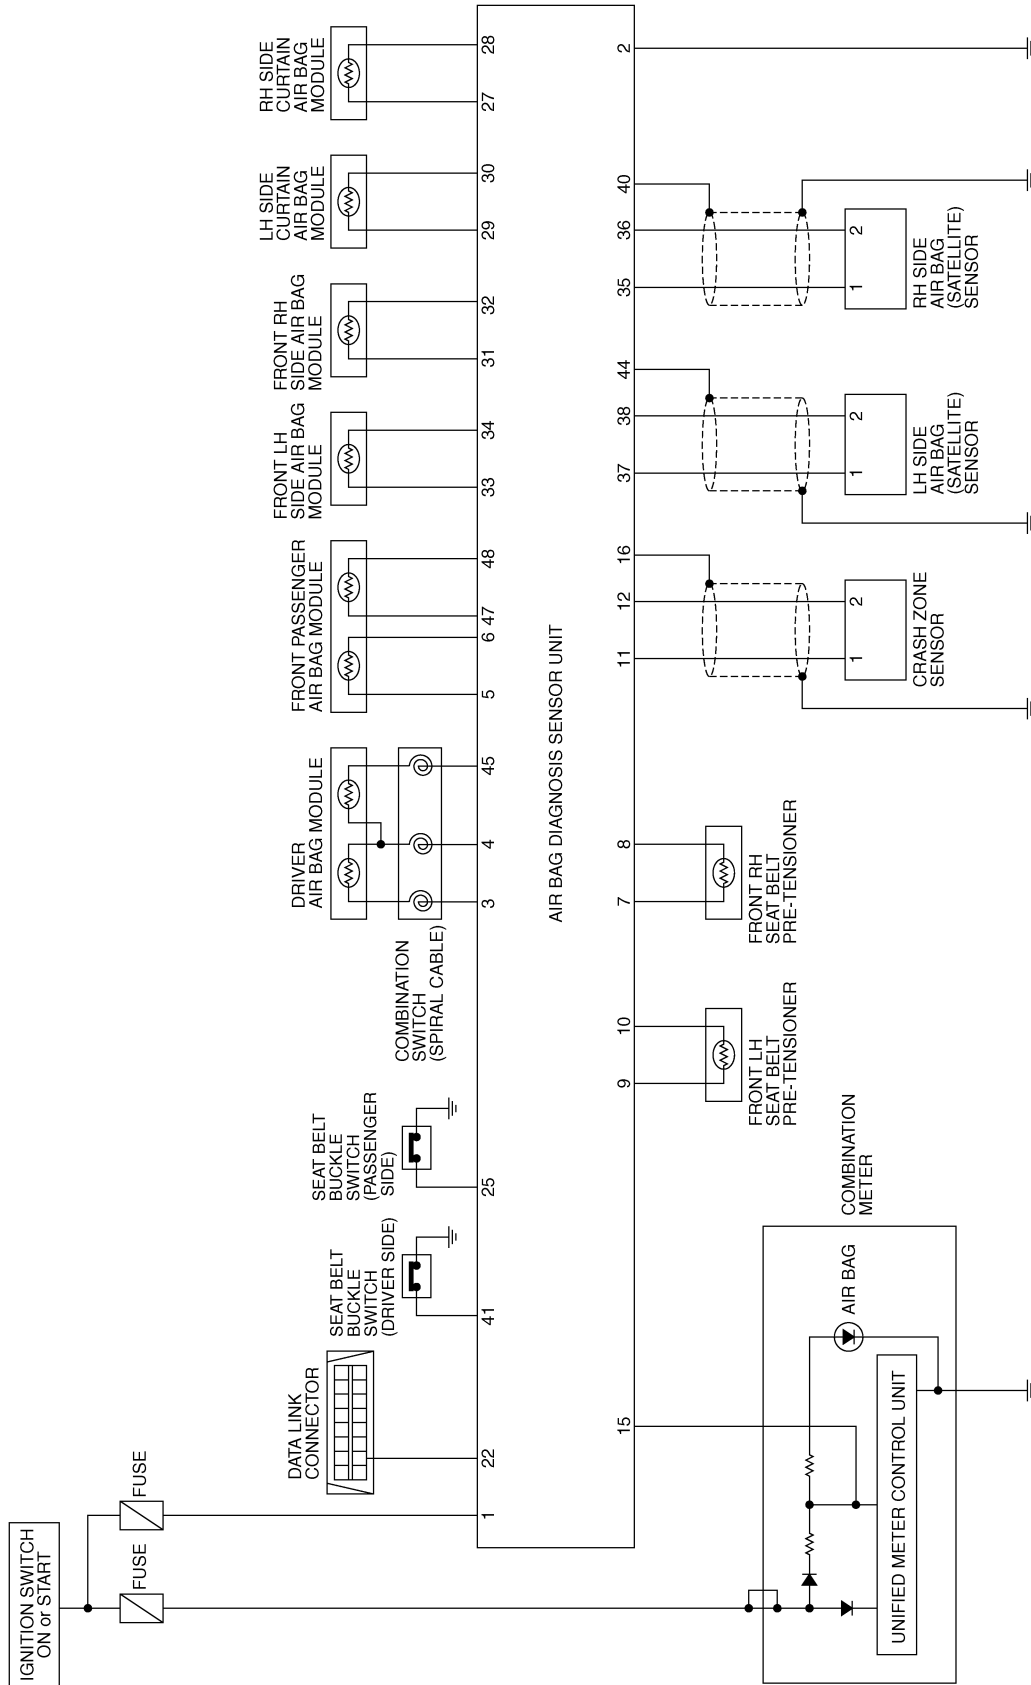 IGNITION SWITCH
ON or START
FUSE
FUSE
DATA LINK
CONNECTOR
SEAT BELT
BUCKLE
SWITCH
(DRIVER SIDE)
SEAT BELT
BUCKLE
SWITCH
(PASSENGER
SIDE)
COMBINATION
SWITCH
(SPIRAL CABLE)
DRIVER
AIR BAG MODULE
FRONT PASSENGER
AIR BAG MODULE
FRONT LH
SIDE AIR BAG
MODULE
FRONT RH
SIDE AIR BAG
MODULE
LH SIDE
CURTAIN
AIR BAG
MODULE
RH SIDE
CURTAIN
AIR BAG
MODULE
1
22
41
25
3
4
45
5
6
47
48
33
34
31
32
29
30
27
28
AIR BAG DIAGNOSIS SENSOR UNIT
15
9
10
7
8
11
12
16
37
38
44
35
36
40
2
FRONT LH
SEAT BELT
PRE-TENSIONER
FRONT RH
SEAT BELT
PRE-TENSIONER
1
2
CRASH ZONE
SENSOR
1
2
LH SIDE
AIR BAG
(SATELLITE)
SENSOR
1
2
RH SIDE
AIR BAG
(SATELLITE)
SENSOR
COMBINATION
METER
AIR BAG
UNIFIED METER CONTROL UNIT